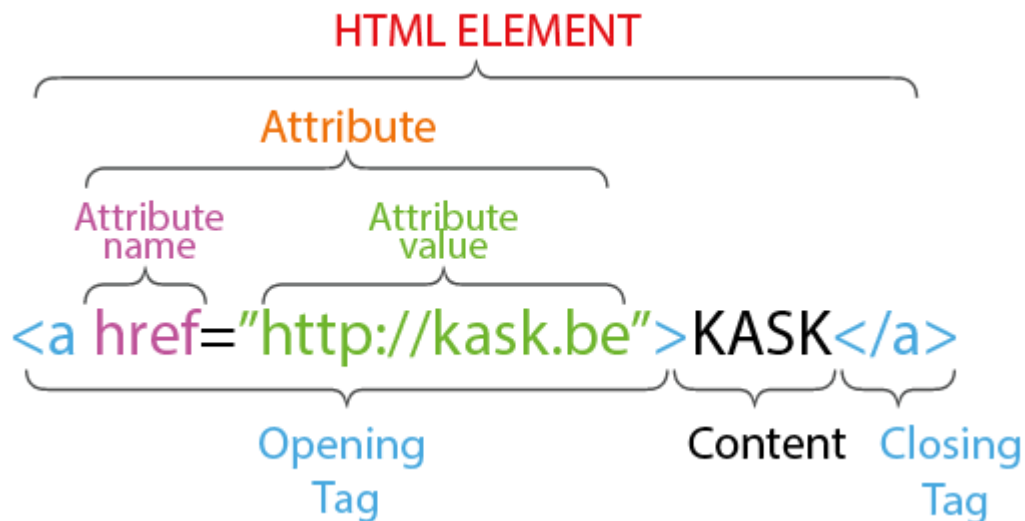 HTML ELEMENT
Attribute
Attribute
name
Attribute
value
<a href=”http://kask.be”>KASK</a>
Opening
Tag
Content
Closing
Tag